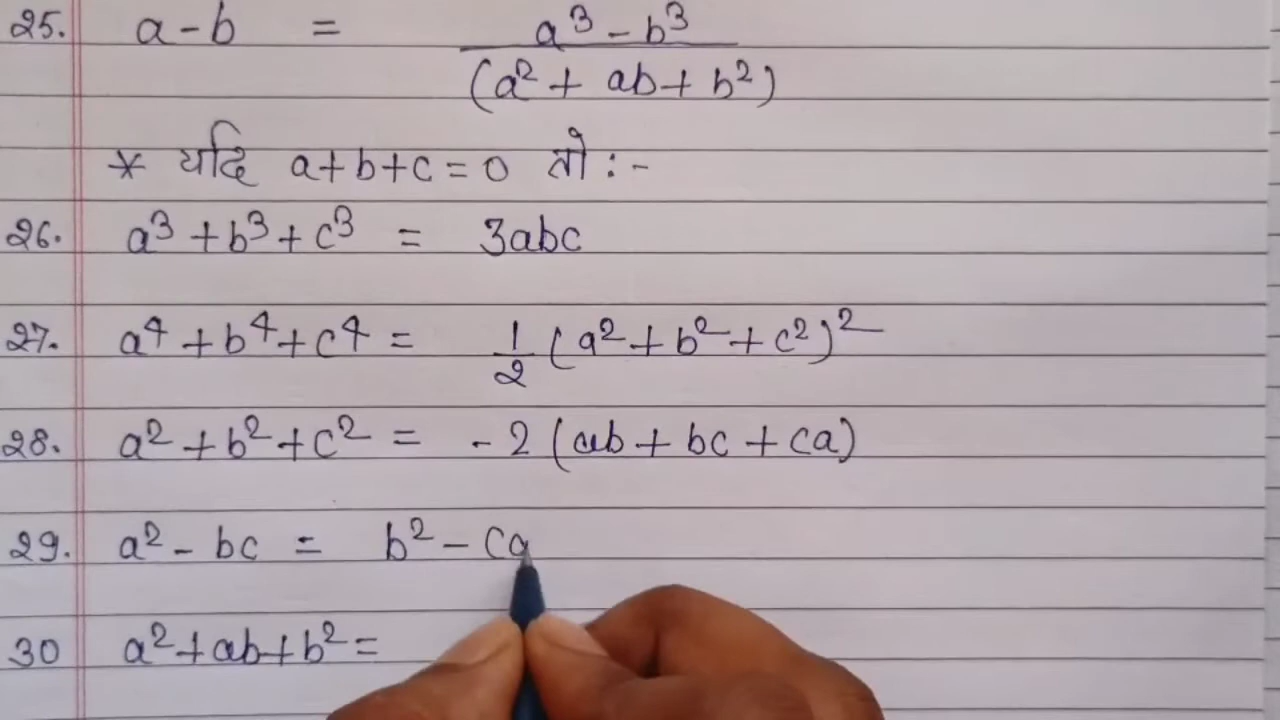 25. a-b = a³-b³
(a²+ ab+ b²)
* यदि a+b+c=0 तो :-
26. a³+b³+c³ = 3abc
27. a⁴+b⁴+c⁴ = 1/2 (a²+b²+c²)²
28. a²+b²+c² = -2 (ab+bc+ca)
29. a²-bc = b²-ca
30 a²+ab+b²=